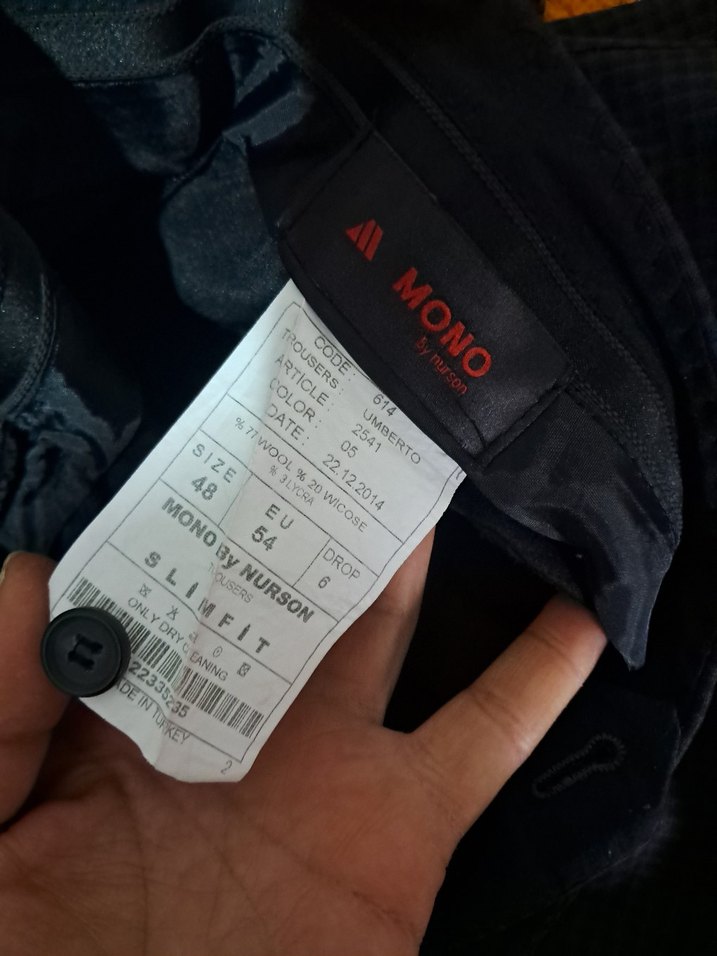 MONO
By nurson
CODE: 614
TROUSERS UMBERTO
ARTICLE: 2541
COLOR: 05
DATE: 22.12.2014
% 77 WOOL % 20 WICOSE
% 3 LYCRA
SIZE EU DROP
48 54 6
MONO By NURSON
TROUSERS
SLIMFIT
ONLY DRY CLEANING
22335235
ADE IN TURKEY
2